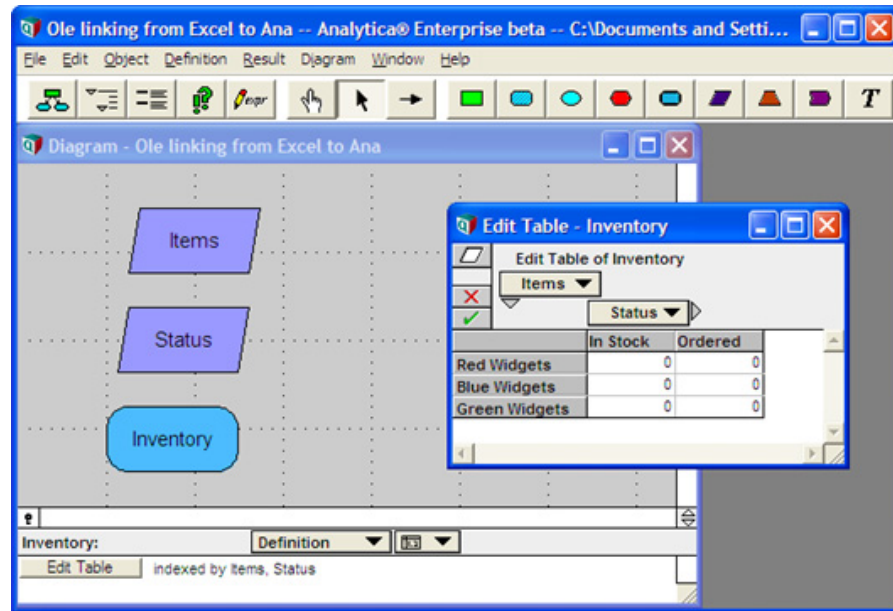 Ole linking from Excel to Ana -- Analytica® Enterprise beta -- C:\Documents and Setti...
File Edit Object Definition Result Diagram Window Help
expr T
Diagram - Ole linking from Excel to Ana
Items
Status
Inventory
Edit Table - Inventory
Edit Table of Inventory
Items
Status
In Stock Ordered
Red Widgets 0 0
Blue Widgets 0 0
Green Widgets 0 0
Inventory: Definition
Edit Table indexed by Items, Status